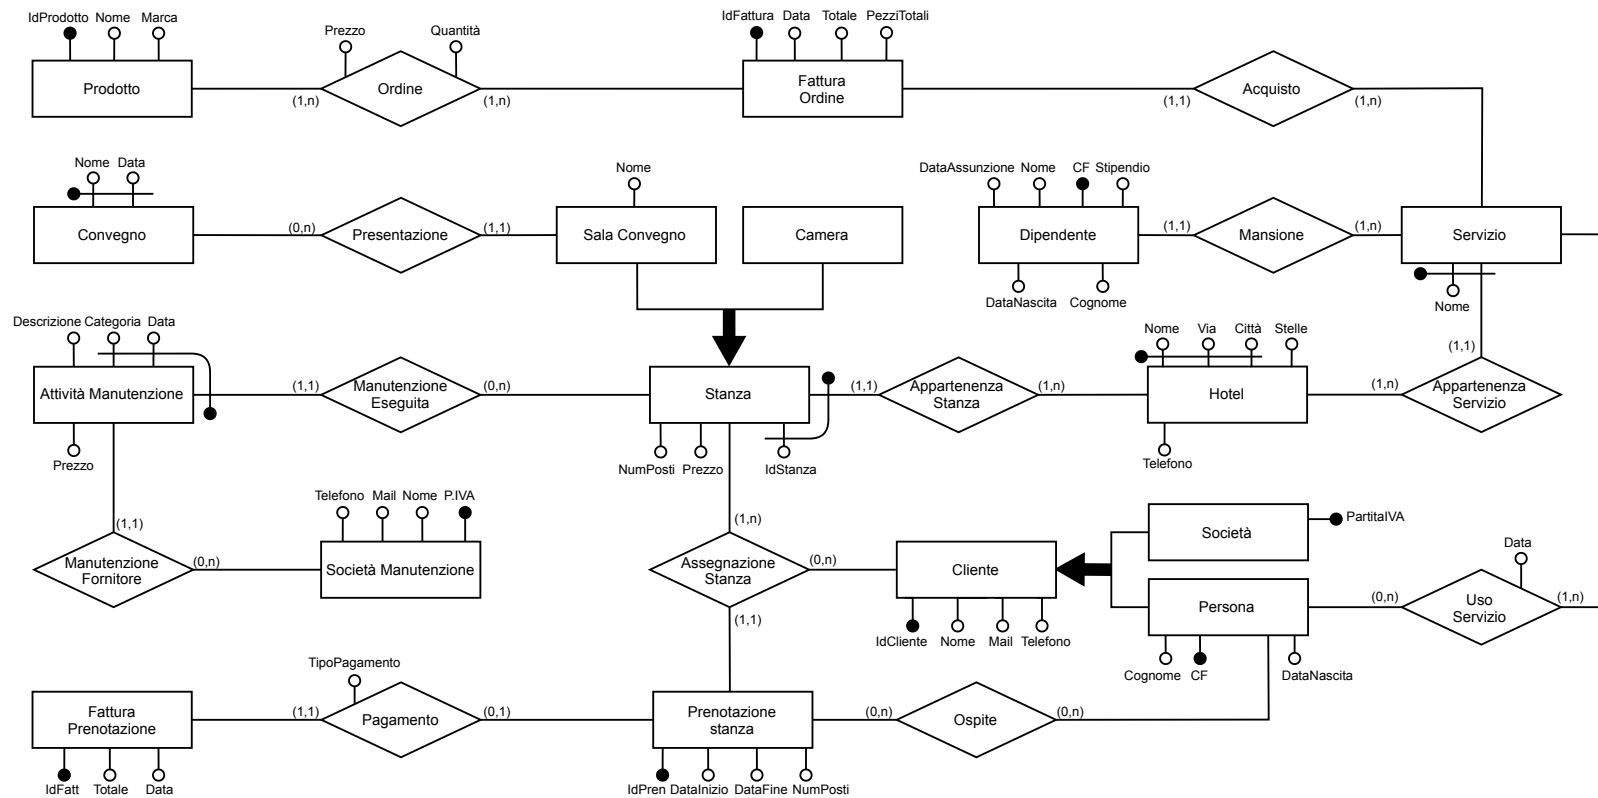 IdProdotto Nome Marca
Prezzo Quantità
IdFattura Data Totale PezziTotali
Prodotto
(1,n)
Ordine
(1,n)
Fattura
Ordine
(1,1)
Acquisto
(1,n)
Nome Data
Convegno
(0,n)
Presentazione
(1,1)
Nome
Sala Convegno
Camera
DataAssunzione Nome CF Stipendio
Dipendente
DataNascita Cognome
(1,1)
Mansione
(1,n)
Servizio
Nome
Descrizione Categoria Data
Attività Manutenzione
Prezzo
(1,1)
Manutenzione
Eseguita
(0,n)
Stanza
NumPosti Prezzo IdStanza
(1,1)
Appartenenza
Stanza
(1,n)
Nome Via Città Stelle
Hotel
Telefono
(1,n)
(1,1)
Appartenenza
Servizio
(1,1)
Manutenzione
Fornitore
(0,n)
Telefono Mail Nome P.IVA
Società Manutenzione
(1,n)
Assegnazione
Stanza
(0,n)
(1,1)
Cliente
IdCliente Nome Mail Telefono
Società
PartitaIVA
Persona
Cognome CF DataNascita
(0,n)
Data
Uso
Servizio
(1,n)
Fattura
Prenotazione
IdFatt Totale Data
(1,1)
TipoPagamento
Pagamento
(0,1)
Prenotazione
stanza
IdPren DataInizio DataFine NumPosti
(0,n)
Ospite
(0,n)